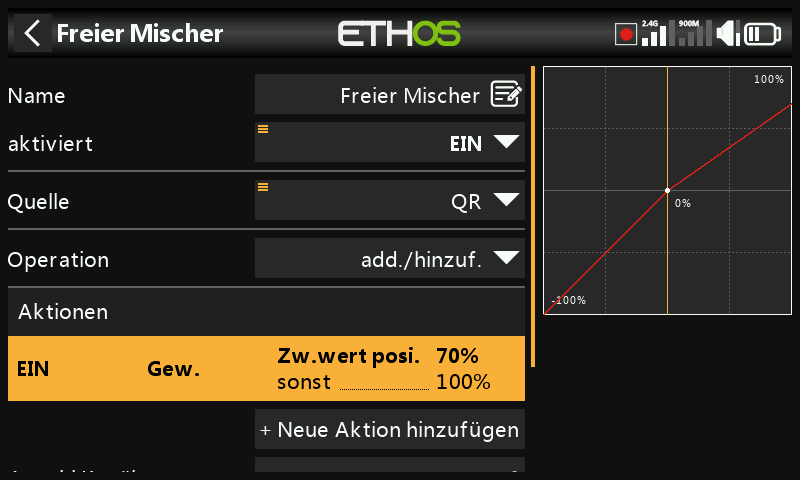 Freier Mischer
ETHOS
2.4G
900M
Name
Freier Mischer
aktiviert
EIN
Quelle
QR
Operation
add./hinzuf.
Aktionen
EIN Gew. Zw.wert posi. 70%
sonst 100%
+ Neue Aktion hinzufügen
100%
0%
-100%